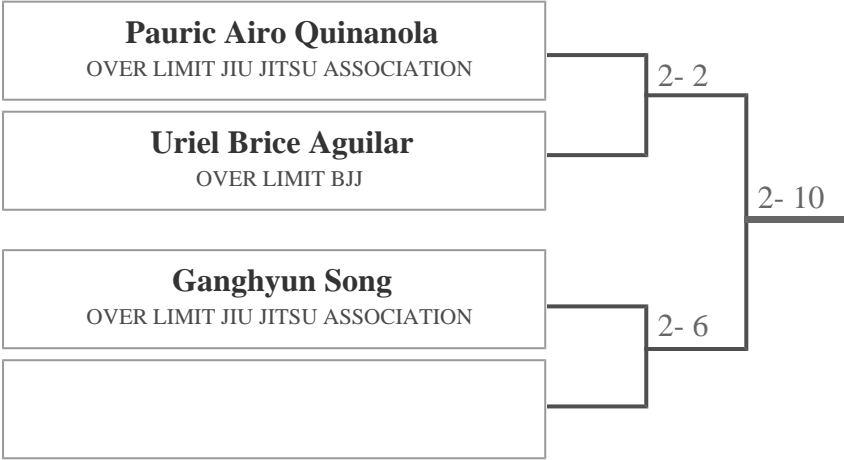 Pauric Airo Quinanola
OVER LIMIT JIU JITSU ASSOCIATION
2- 2
Uriel Brice Aguilar
OVER LIMIT BJJ
2- 10
Ganghyun Song
OVER LIMIT JIU JITSU ASSOCIATION
2- 6